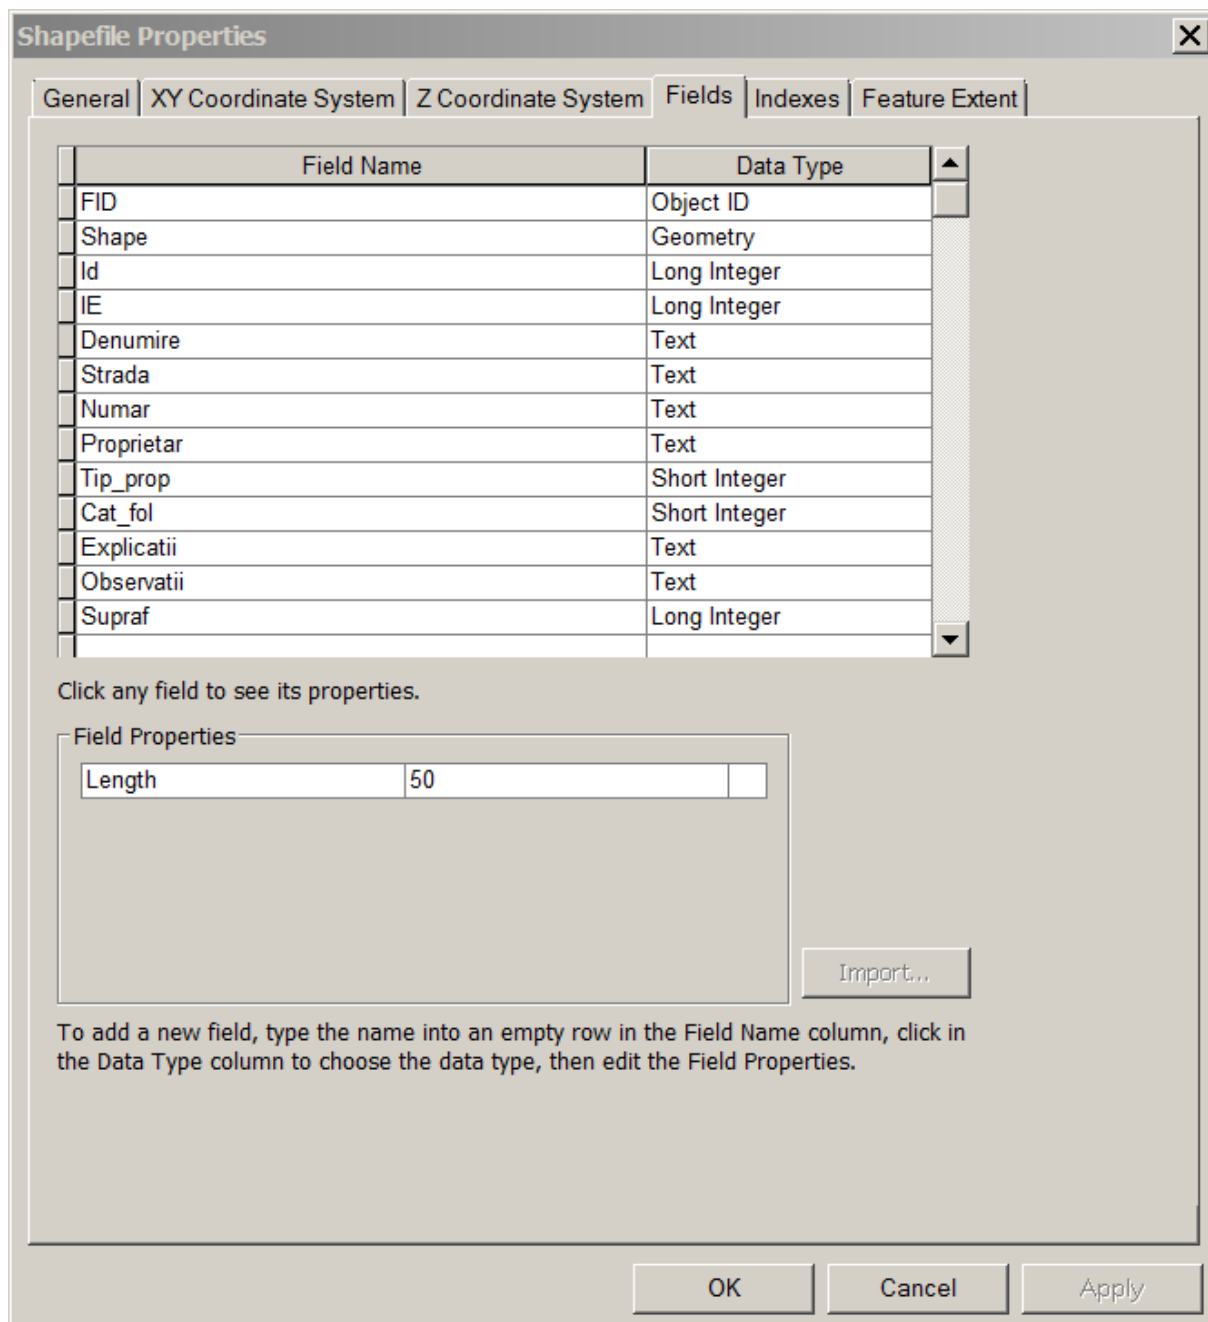 Shapefile Properties
General XY Coordinate System Z Coordinate System Fields Indexes Feature Extent
Field Name Data Type
FID Object ID
Shape Geometry
Id Long Integer
IE Long Integer
Denumire Text
Strada Text
Numar Text
Proprietar Text
Tip_prop Short Integer
Cat_fol Short Integer
Explicatii Text
Observatii Text
Supraf Long Integer
Click any field to see its properties.
Field Properties
Length 50
Import...
To add a new field, type the name into an empty row in the Field Name column, click in
the Data Type column to choose the data type, then edit the Field Properties.
OK Cancel Apply